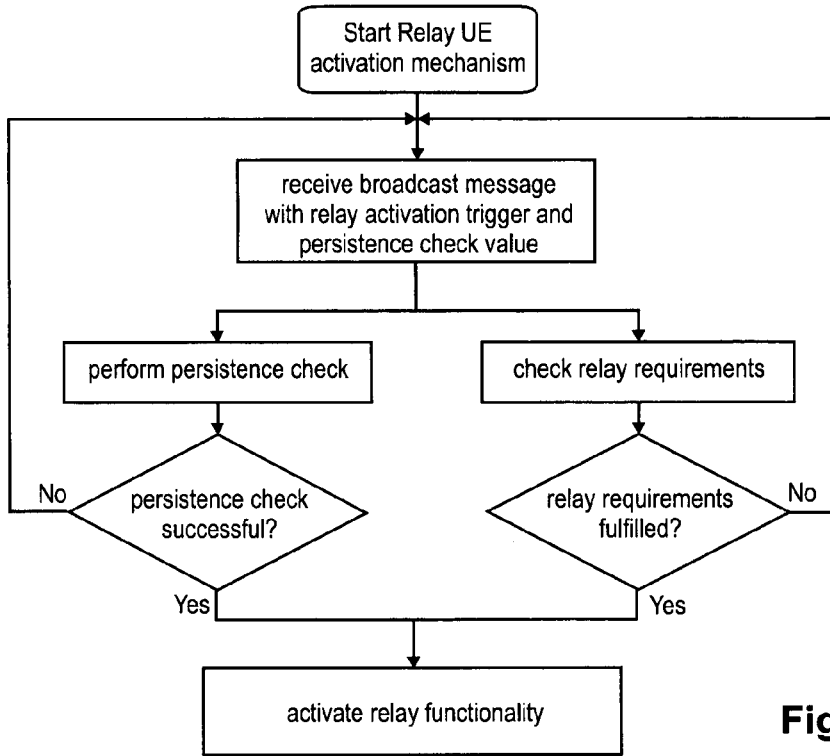 Start Relay UE
activation mechanism
receive broadcast message
with relay activation trigger and
persistence check value
perform persistence check
check relay requirements
No
persistence check
successful?
relay requirements
fulfilled?
No
Yes
Yes
activate relay functionality
Fig